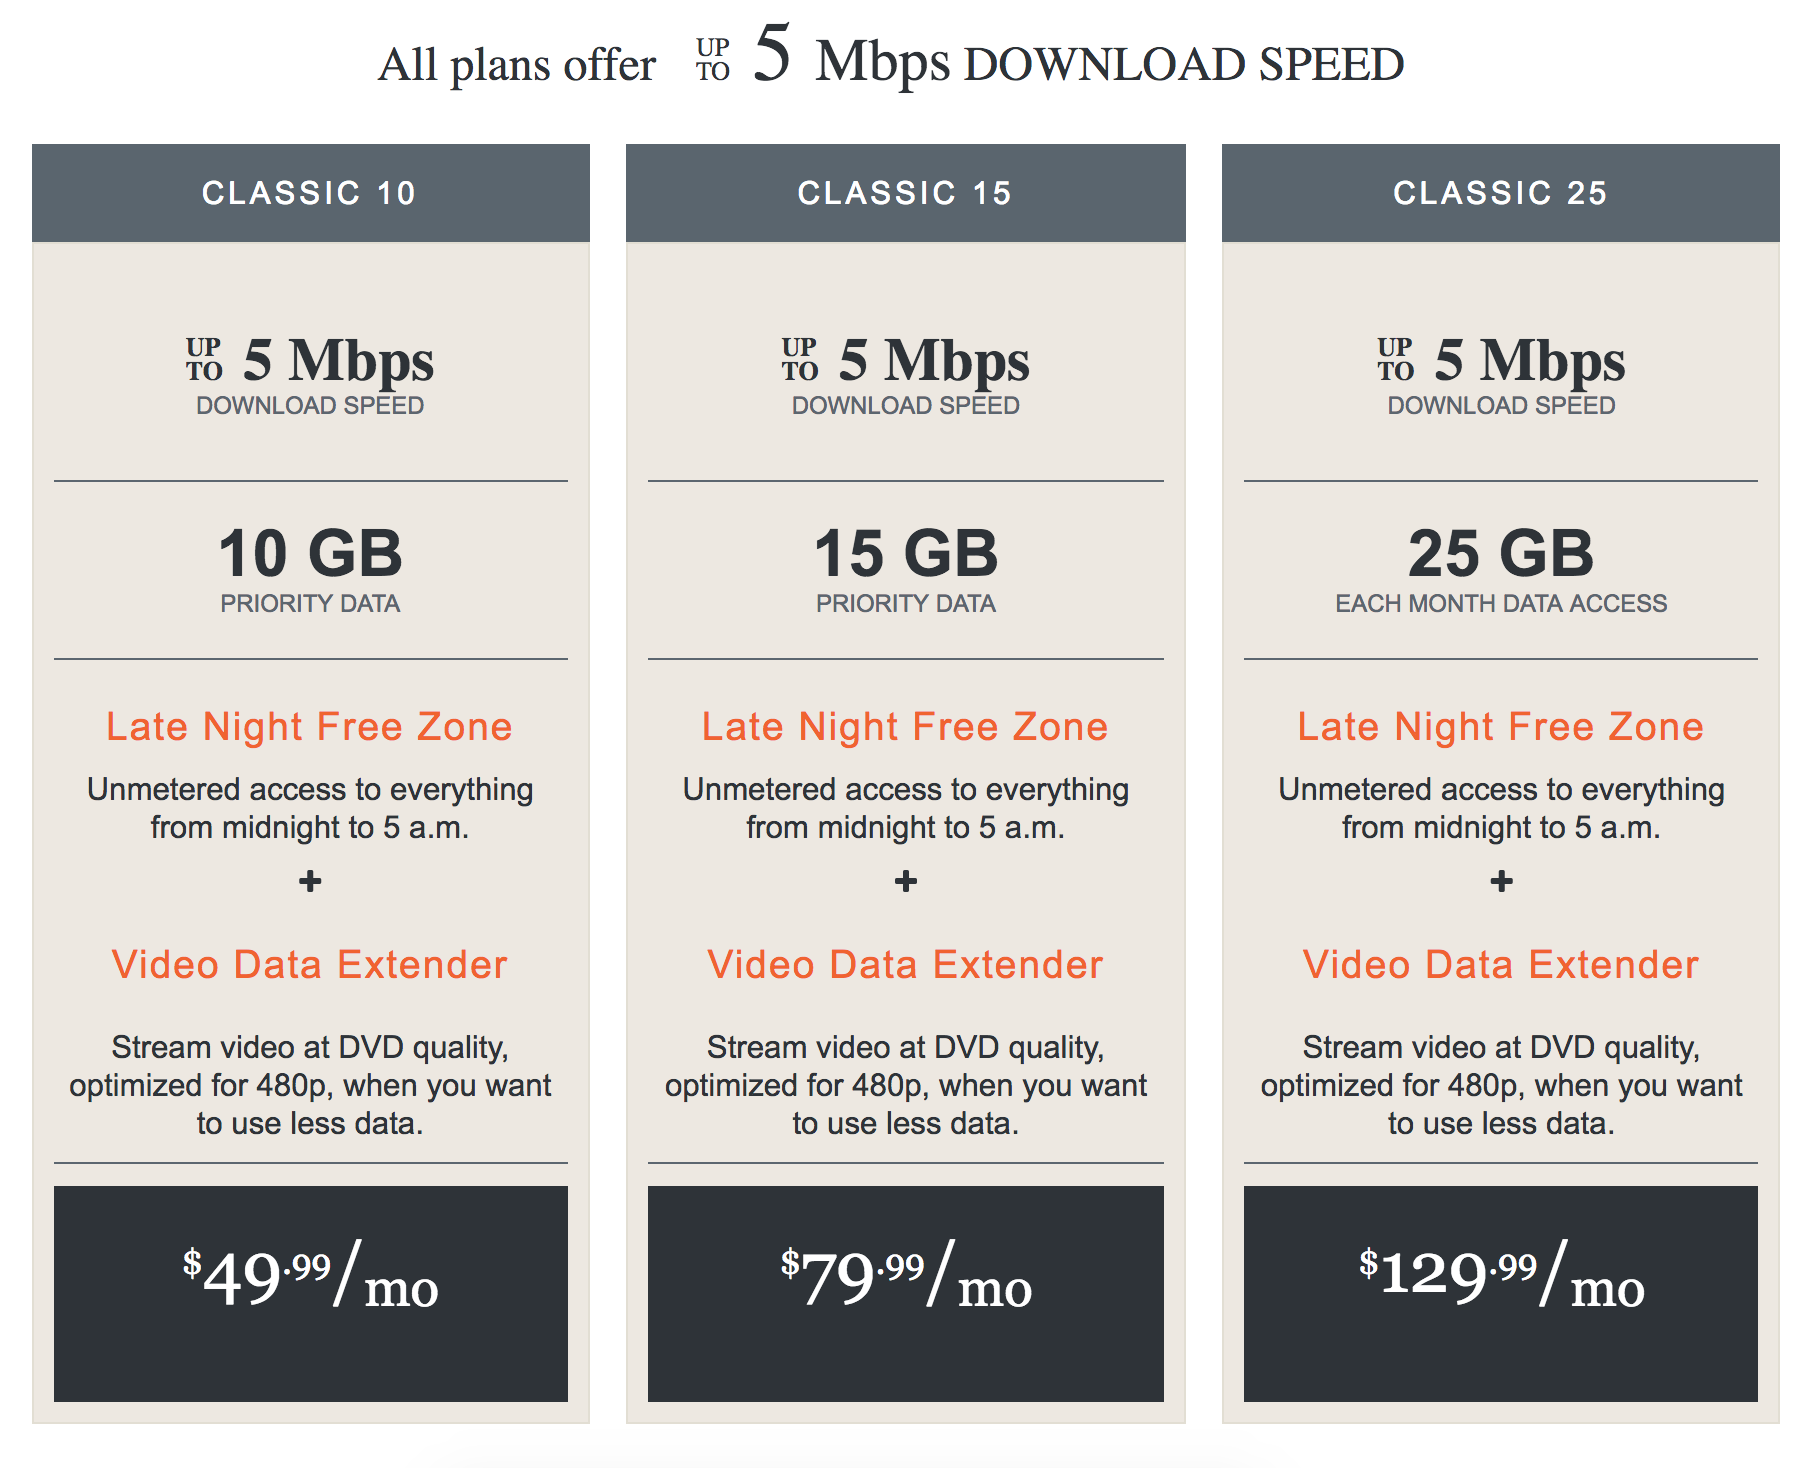 All plans offer UP TO 5 Mbps DOWNLOAD SPEED
CLASSIC 10
UP TO 5 Mbps
DOWNLOAD SPEED
10 GB
PRIORITY DATA
Late Night Free Zone
Unmetered access to everything
from midnight to 5 a.m.
+
Video Data Extender
Stream video at DVD quality,
optimized for 480p, when you want
to use less data.
$49.99/mo
CLASSIC 15
UP TO 5 Mbps
DOWNLOAD SPEED
15 GB
PRIORITY DATA
Late Night Free Zone
Unmetered access to everything
from midnight to 5 a.m.
+
Video Data Extender
Stream video at DVD quality,
optimized for 480p, when you want
to use less data.
$79.99/mo
CLASSIC 25
UP TO 5 Mbps
DOWNLOAD SPEED
25 GB
EACH MONTH DATA ACCESS
Late Night Free Zone
Unmetered access to everything
from midnight to 5 a.m.
+
Video Data Extender
Stream video at DVD quality,
optimized for 480p, when you want
to use less data.
$129.99/mo